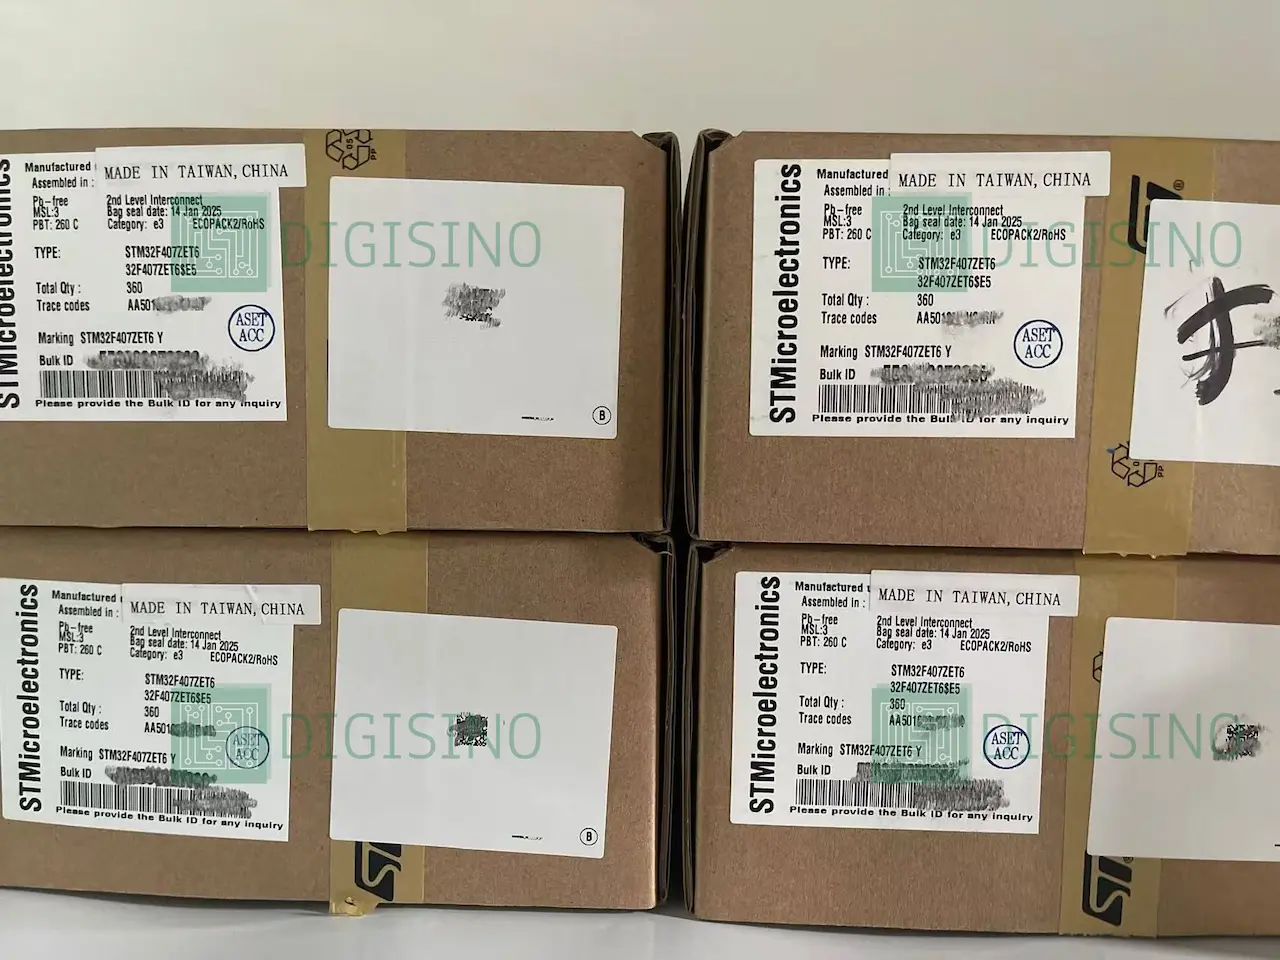 STMicroelectronics
Manufactured
MADE IN TAIWAN, CHINA
Assembled in :
Pb-free 2nd Level Interconnect
MSL:3 Bag seal date: 14 Jan 2025
PBT: 260 C Category: e3 ECOPACK2/RoHS
TYPE: STM32F407ZET6
32F407ZET6$E5
Total Qty : 360
Trace codes AA501
ASET
ACC
Marking STM32F407ZET6 Y
Bulk ID
Please provide the Bulk ID for any inquiry
B
DIGISINO
05
PP
STMicroelectronics
Manufactured
MADE IN TAIWAN, CHINA
Assembled in :
Pb-free 2nd Level Interconnect
MSL:3 Bag seal date: 14 Jan 2025
PBT: 260 C Category: e3 ECOPACK2/RoHS
TYPE: STM32F407ZET6
32F407ZET6$E5
Total Qty : 360
Trace codes AA501
ASET
ACC
Marking STM32F407ZET6 Y
Bulk ID
Please provide the Bulk ID for any inquiry
DIGISINO
ST
®
PP
STMicroelectronics
Manufactured
MADE IN TAIWAN, CHINA
Assembled in :
Pb-free 2nd Level Interconnect
MSL:3 Bag seal date: 14 Jan 2025
PBT: 260 C Category: e3 ECOPACK2/RoHS
TYPE: STM32F407ZET6
32F407ZET6$E5
Total Qty : 360
Trace codes AA501
ASET
ACC
Marking STM32F407ZET6 Y
Bulk ID
Please provide the Bulk ID for any inquiry
B
DIGISINO
ST
STMicroelectronics
Manufactured
MADE IN TAIWAN, CHINA
Assembled in :
Pb-free 2nd Level Interconnect
MSL:3 Bag seal date: 14 Jan 2025
PBT: 260 C Category: e3 ECOPACK2/RoHS
TYPE: STM32F407ZET6
32F407ZET6$E5
Total Qty : 360
Trace codes AA501
ASET
ACC
Marking STM32F407ZET6 Y
Bulk ID
Please provide the Bulk ID for any inquiry
DIGISINO
ST